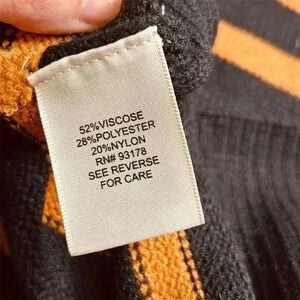 52%VISCOSE
28%POLYESTER
20%NYLON
RN# 93178
SEE REVERSE
FOR CARE